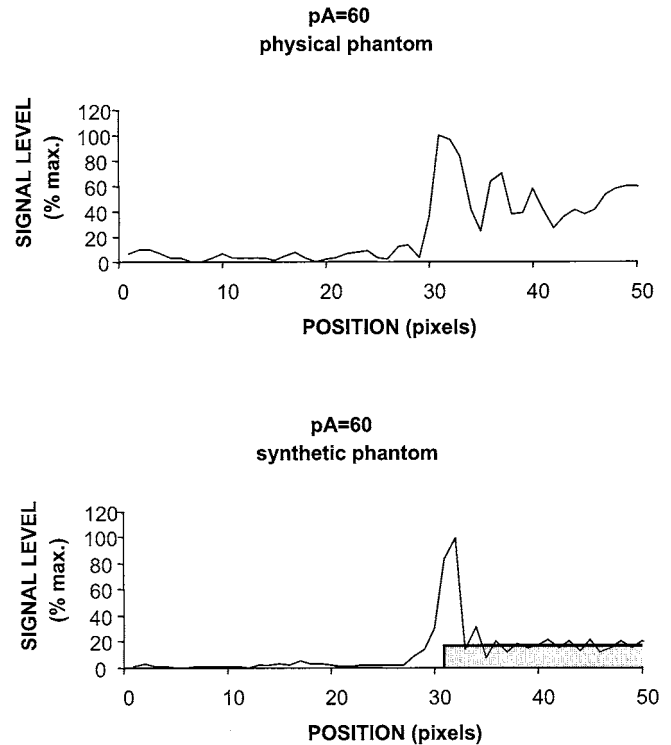 pA=60
physical phantom
SIGNAL LEVEL
(% max.)
120
100
80
60
40
20
0
0 10 20 30 40 50
POSITION (pixels)
pA=60
synthetic phantom
SIGNAL LEVEL
(% max.)
120
100
80
60
40
20
0
0 10 20 30 40 50
POSITION (pixels)